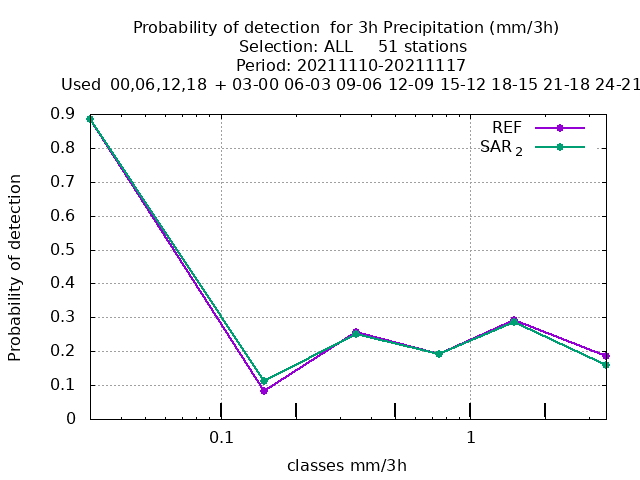 Probability of detection  for 3h Precipitation (mm/3h)
Selection: ALL     51 stations
Period: 20211110-20211117
Used  00,06,12,18  + 03-00 06-03 09-06 12-09 15-12 18-15 21-18 24-21
0.9
0.8
0.7
0.6
0.5
0.4
0.3
0.2
0.1
0
Probability of detection
REF
SAR 2
0.1
1
classes mm/3h